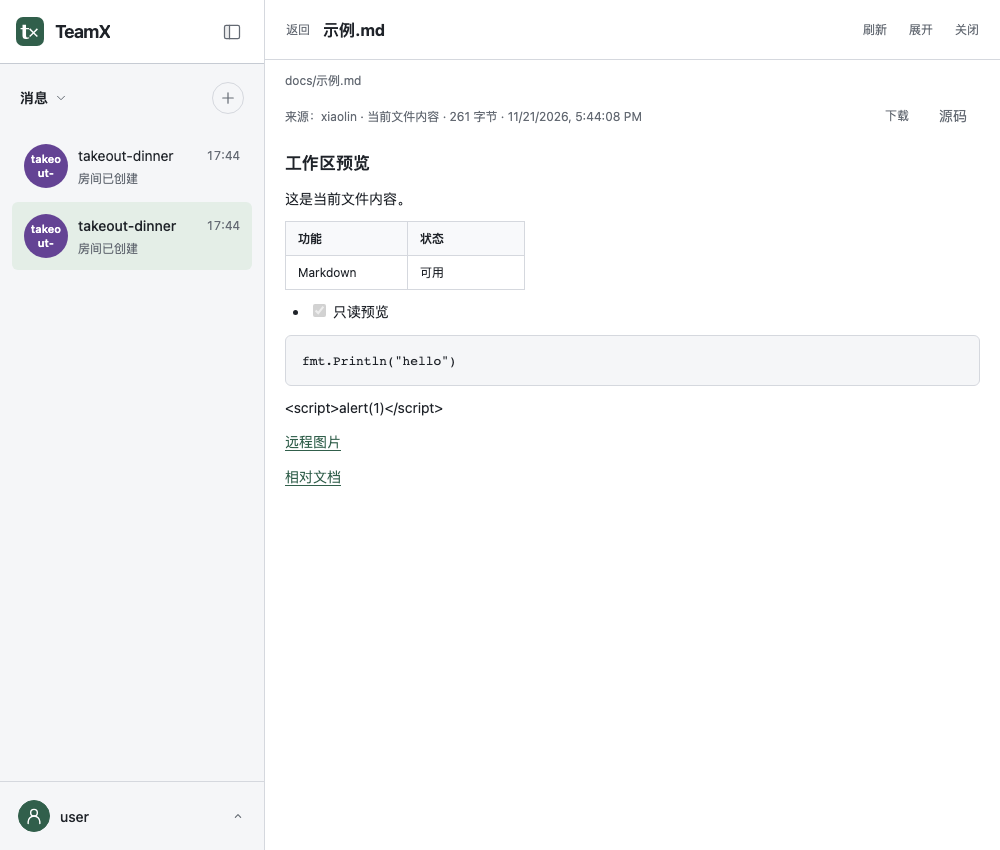 tx TeamX
消息
takeo
ut-
takeout-dinner 17:44
房间已创建
takeo
ut-
takeout-dinner 17:44
房间已创建
user
返回 示例.md 刷新 展开 关闭
docs/示例.md
来源：xiaolin · 当前文件内容 · 261 字节 · 11/21/2026, 5:44:08 PM 下载 源码
工作区预览
这是当前文件内容。
功能 状态
Markdown 可用
只读预览
fmt.Println("hello")
<script>alert(1)</script>
远程图片
相对文档